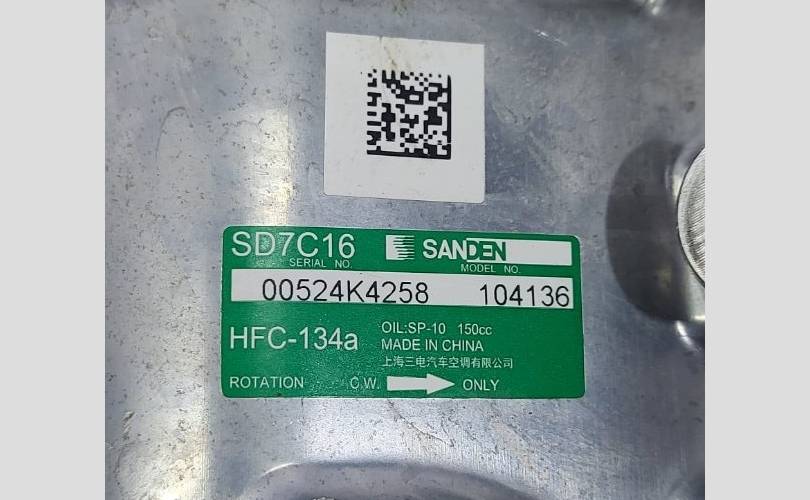 SD7C16 SANDEN
SERIAL NO. MODEL NO.
00524K4258 104136
HFC-134a OIL:SP-10 150cc
MADE IN CHINA
上海三电汽车空调有限公司
ROTATION C.W. ONLY